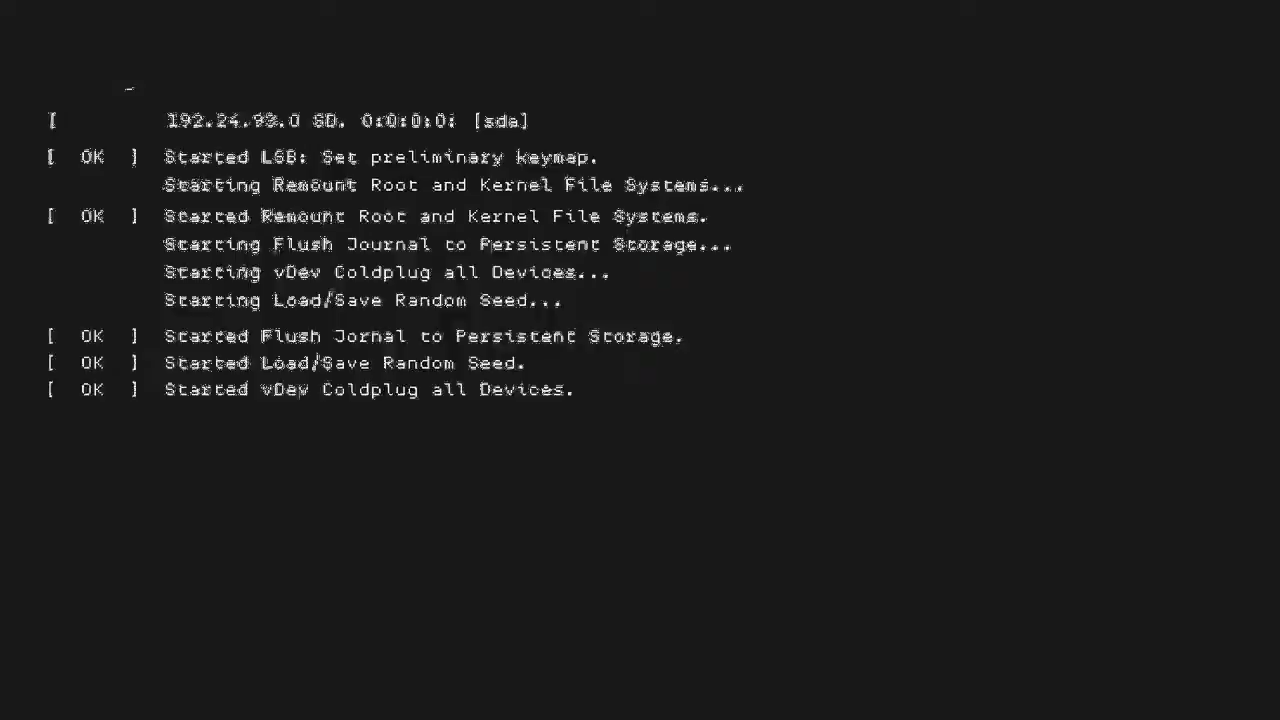 [ 192.24.93.0 SD. 0:0:0:0: [sda]
[ OK ] Started LSB: Set preliminary keymap.
Starting Remount Root and Kernel File Systems...
[ OK ] Started Remount Root and Kernel File Systems.
Starting Flush Journal to Persistent Storage...
Starting vDev Coldplug all Devices...
Starting Load/Save Random Seed...
[ OK ] Started Flush Jornal to Persistent Storage.
[ OK ] Started Load/Save Random Seed.
[ OK ] Started vDev Coldplug all Devices.